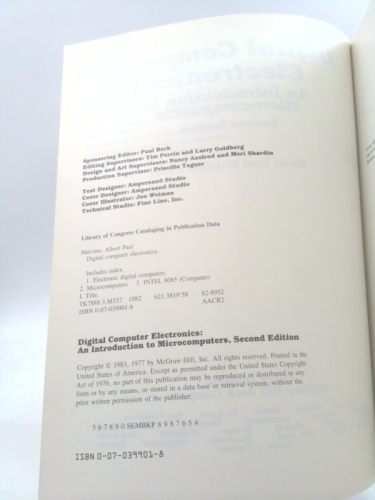 Sponsoring Editor: Paul Berk
Editing Supervisors: Tim Perrin and Larry Goldberg
Design and Art Supervisors: Nancy Axelrod and Meri Shardin
Production Supervisor: Priscilla Taguer
Text Designer: Ampersand Studio
Cover Designer: Ampersand Studio
Cover Illustrator: Jon Weiman
Technical Studio: Fine Line, Inc.
Library of Congress Cataloging in Publication Data
Malvino, Albert Paul
Digital computer electronics.
Includes index.
1. Electronic digital computers
2. Microcomputers. 3. INTEL 8085 (Computer)
I. Title.
TK7888.3.M337 1982 621.3819'58 82-8952
ISBN 0-07-039901-8 AACR2
Digital Computer Electronics:
An Introduction to Microcomputers, Second Edition
Copyright © 1983, 1977 by McGraw-Hill, Inc. All rights reserved. Printed in the
United States of America. Except as permitted under the United States Copyright
Act of 1976, no part of this publication may be reproduced or distributed in any
form or by any means, or stored in a data base or retrieval system, without the
prior written permission of the publisher.
5 6 7 8 9 0 SEMBKP 8 9 8 7 6 5 4
ISBN 0-07-039901-8